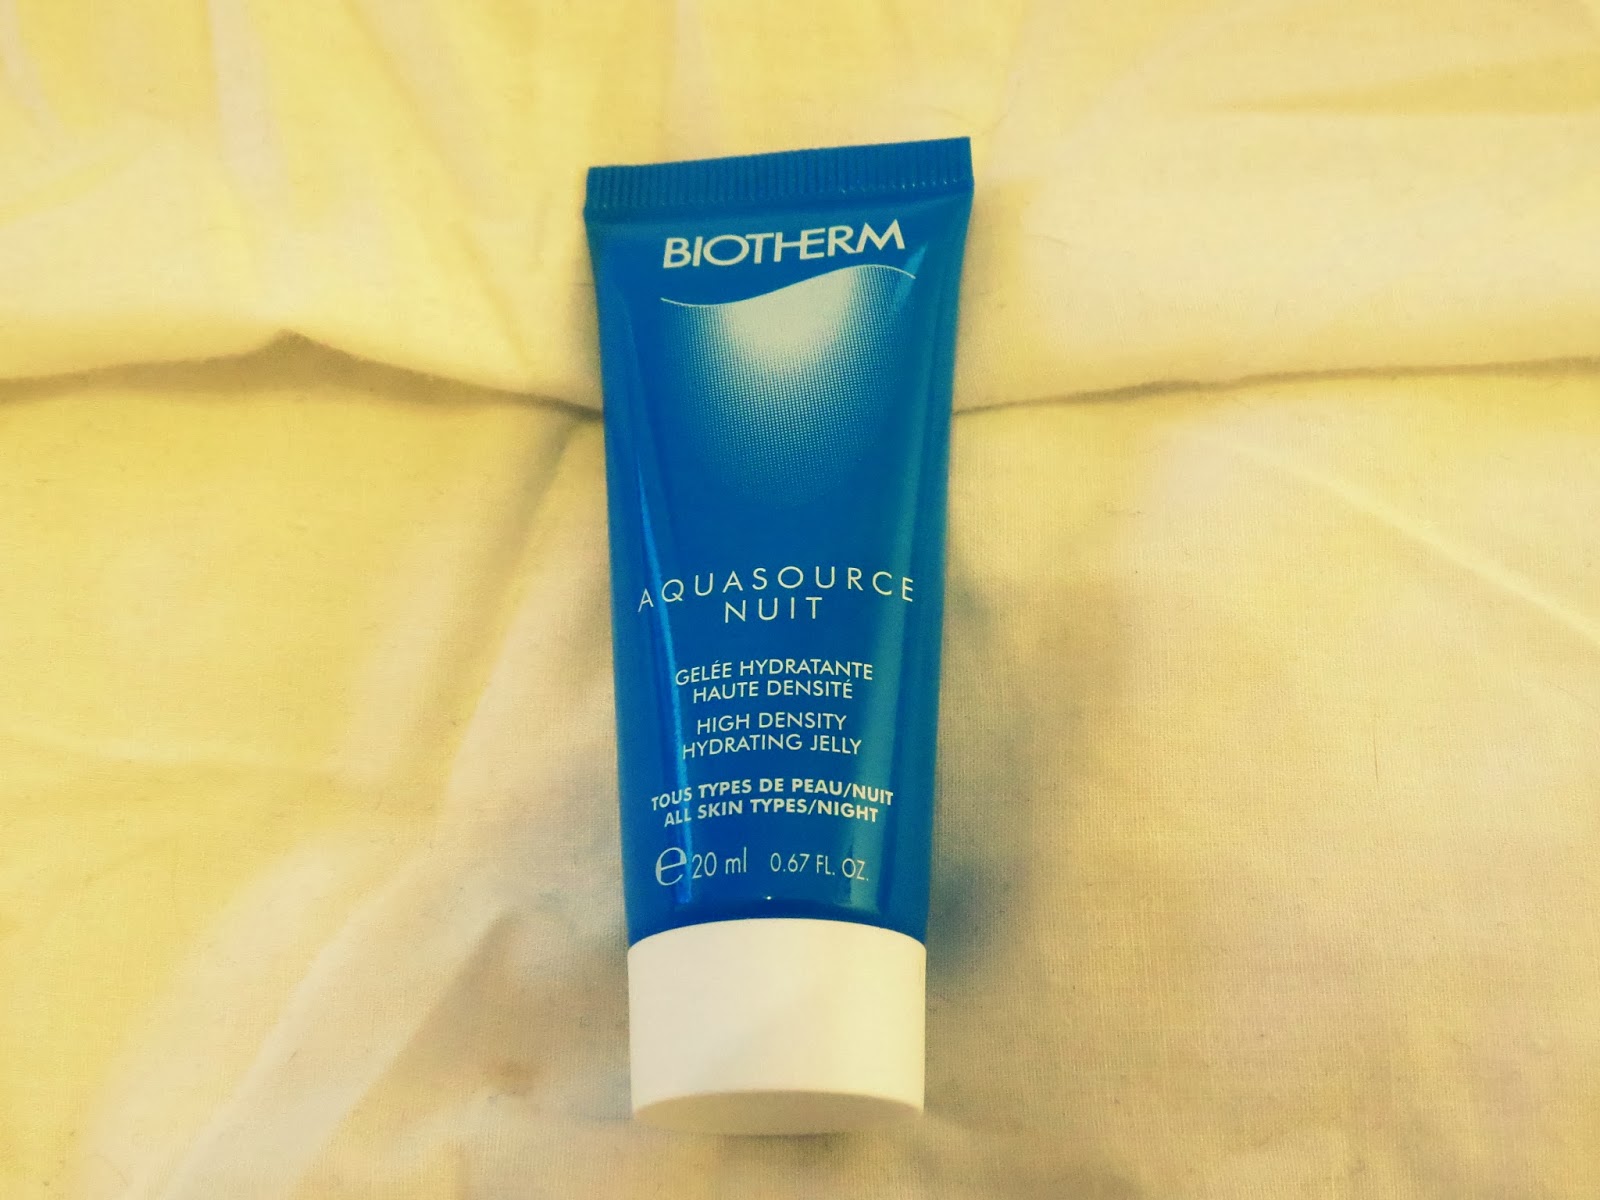 BIOTHERM
AQUASOURCE
NUIT
GELÉE HYDRATANTE
HAUTE DENSITÉ
HIGH DENSITY
HYDRATING JELLY
TOUS TYPES DE PEAU/NUIT
ALL SKIN TYPES/NIGHT
℮ 20 ml 0.67 FL. OZ.